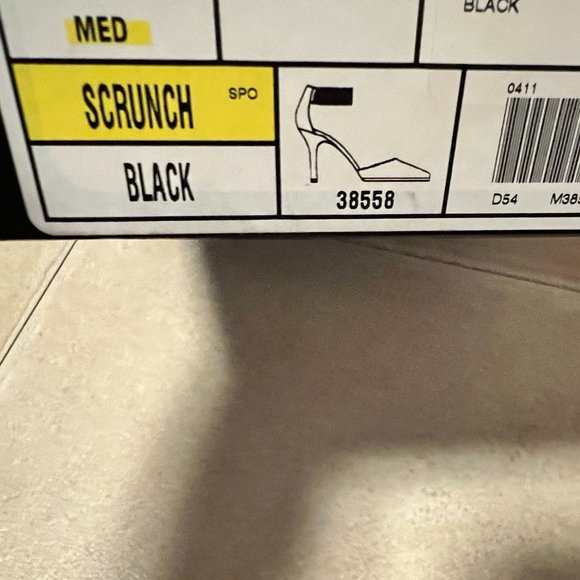 BLACK
MED
SCRUNCH SPO
BLACK
38558
0411
D54